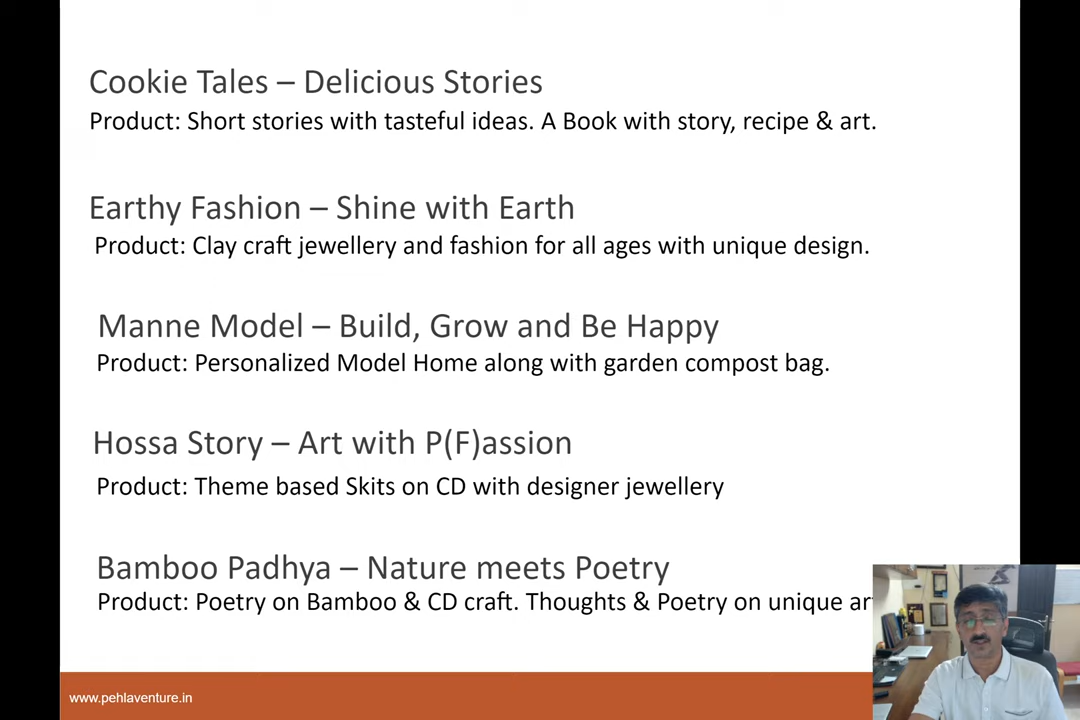 Cookie Tales – Delicious Stories
Product: Short stories with tasteful ideas. A Book with story, recipe & art.
Earthy Fashion – Shine with Earth
Product: Clay craft jewellery and fashion for all ages with unique design.
Manne Model – Build, Grow and Be Happy
Product: Personalized Model Home along with garden compost bag.
Hossa Story – Art with P(F)assion
Product: Theme based Skits on CD with designer jewellery
Bamboo Padhya – Nature meets Poetry
Product: Poetry on Bamboo & CD craft. Thoughts & Poetry on unique
www.pehlaventure.in